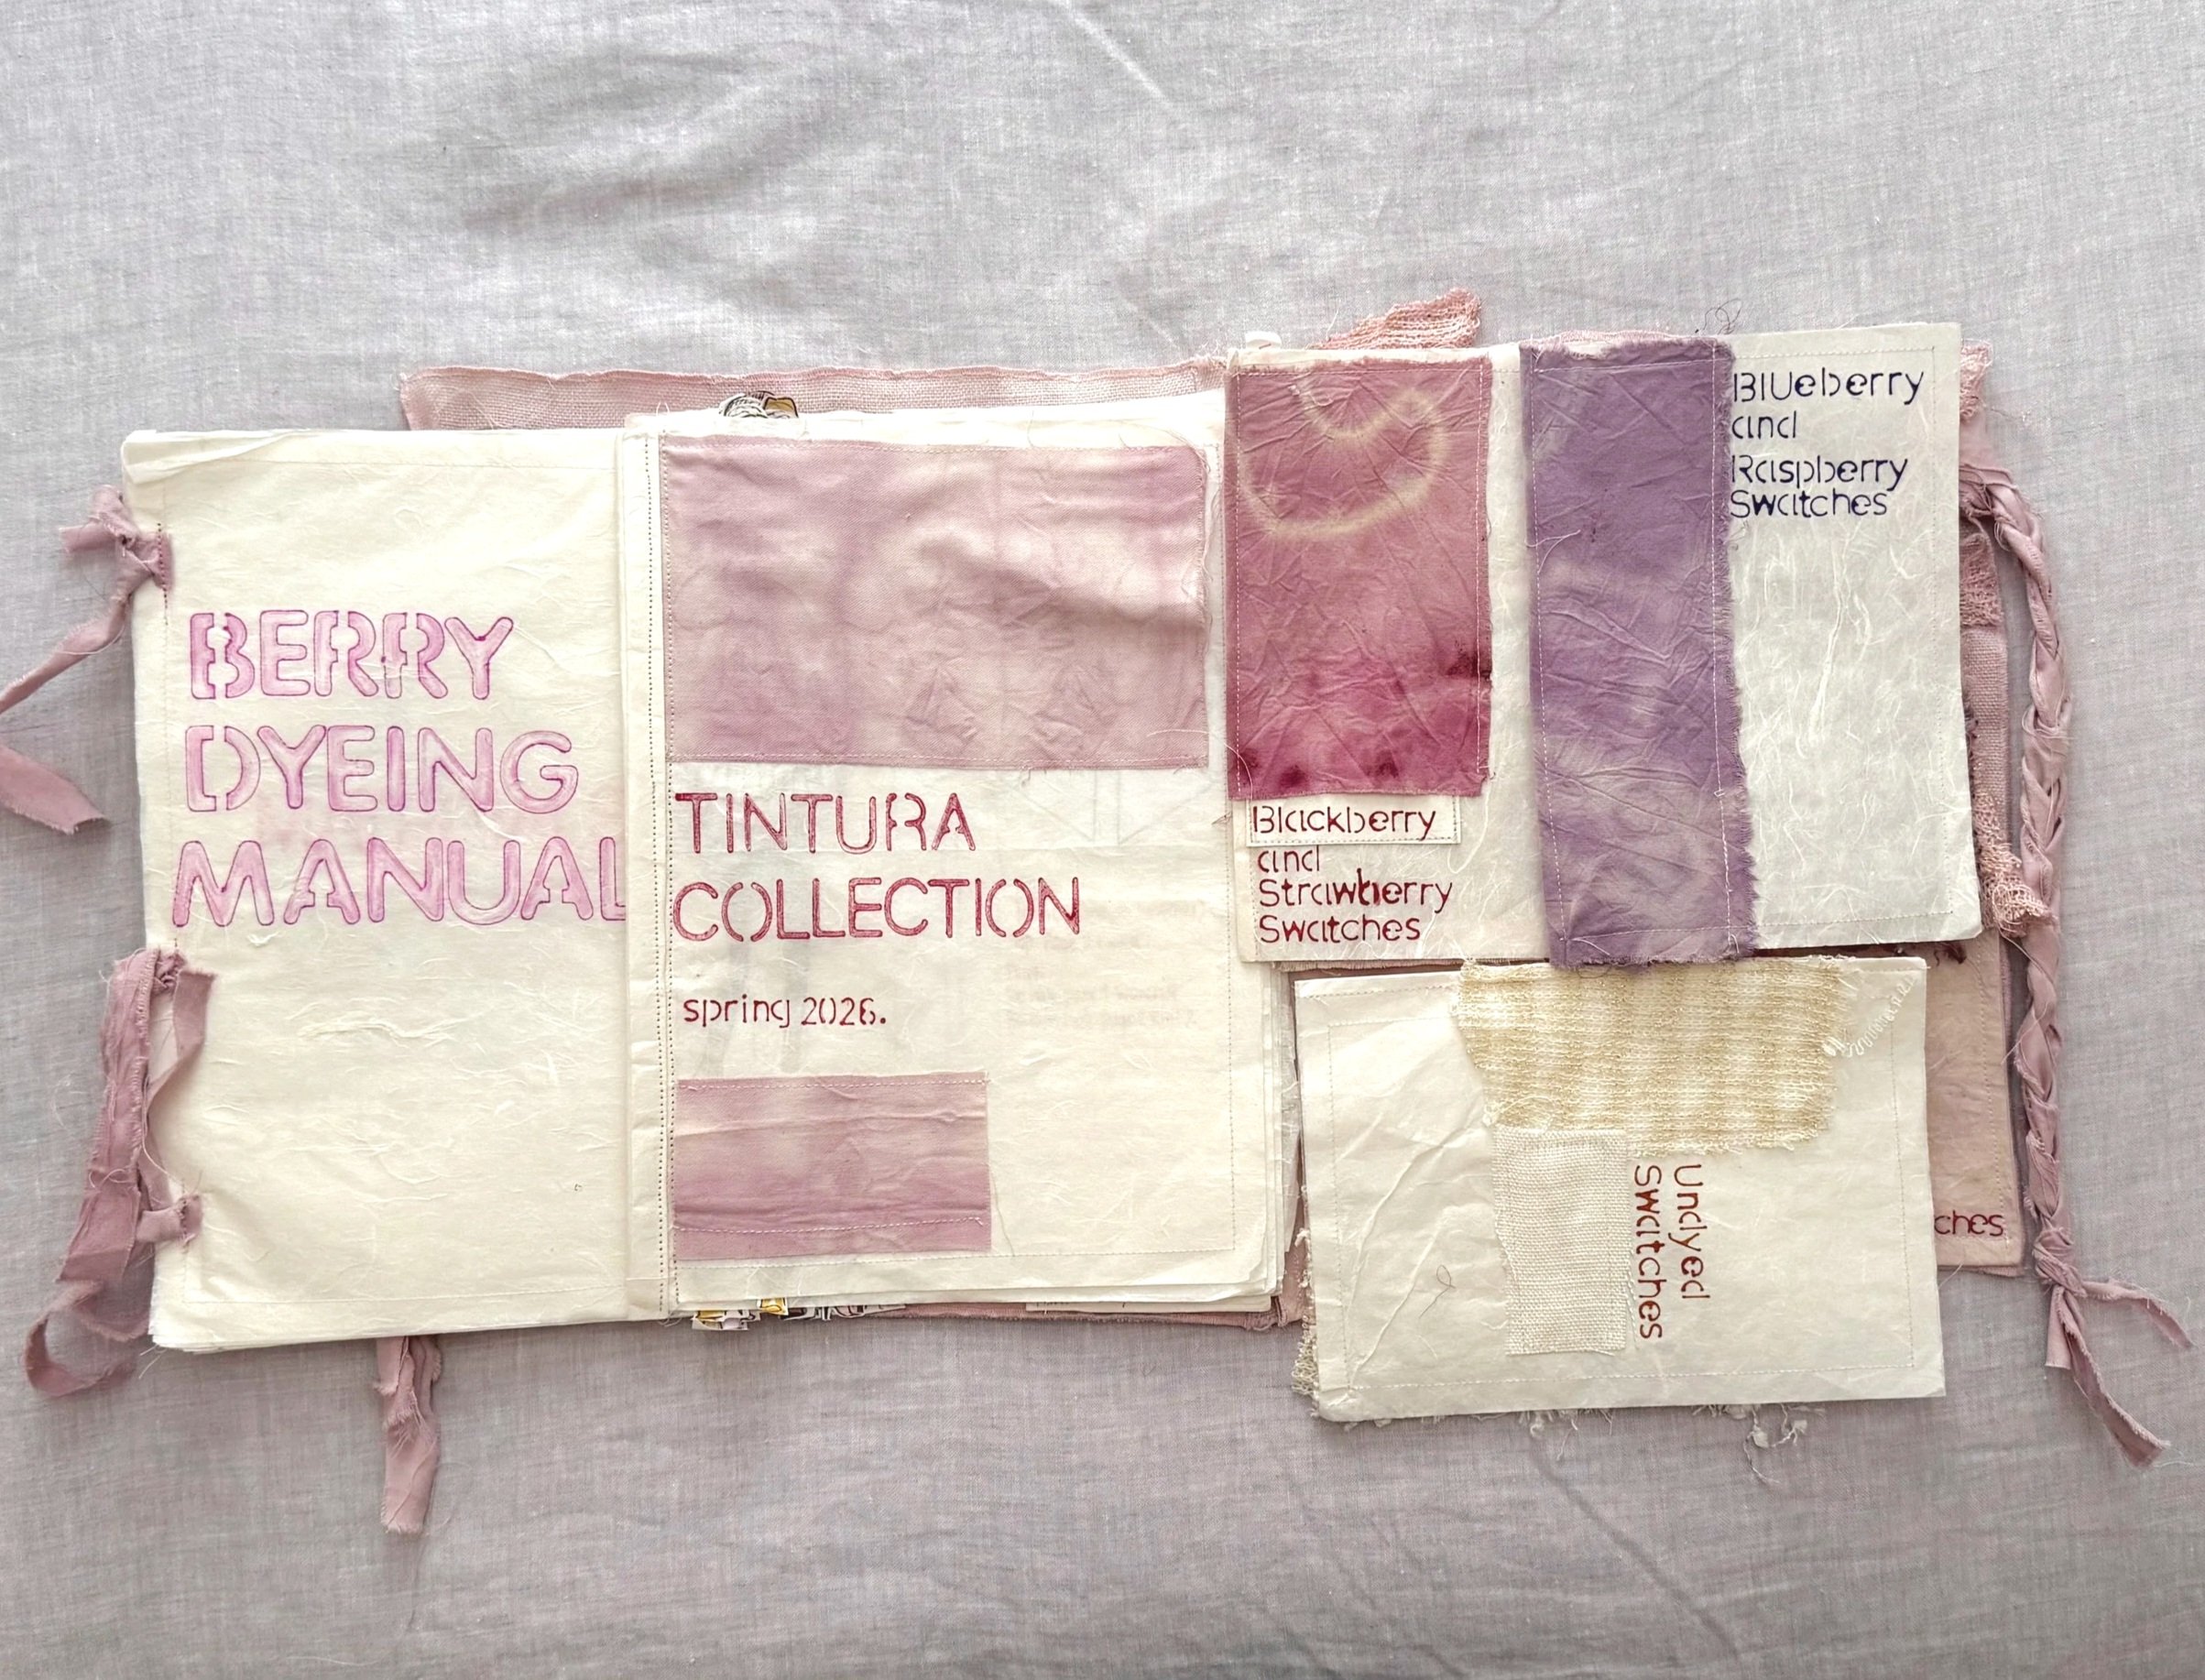 BERRY
DYEING
MANUAL
TINTURA
COLLECTION
spring 2026.
Blackberry
and
Strawberry
Swatches
Blueberry
and
Raspberry
Swatches
Undyed
Swatches
ches